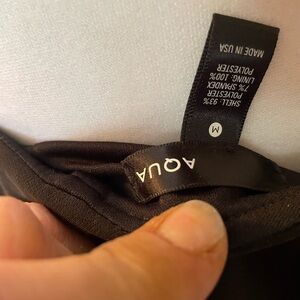 AQUA
M
SHELL: 93%
POLYESTER
7% SPANDEX
LINING: 100%
POLYESTER
MADE IN USA